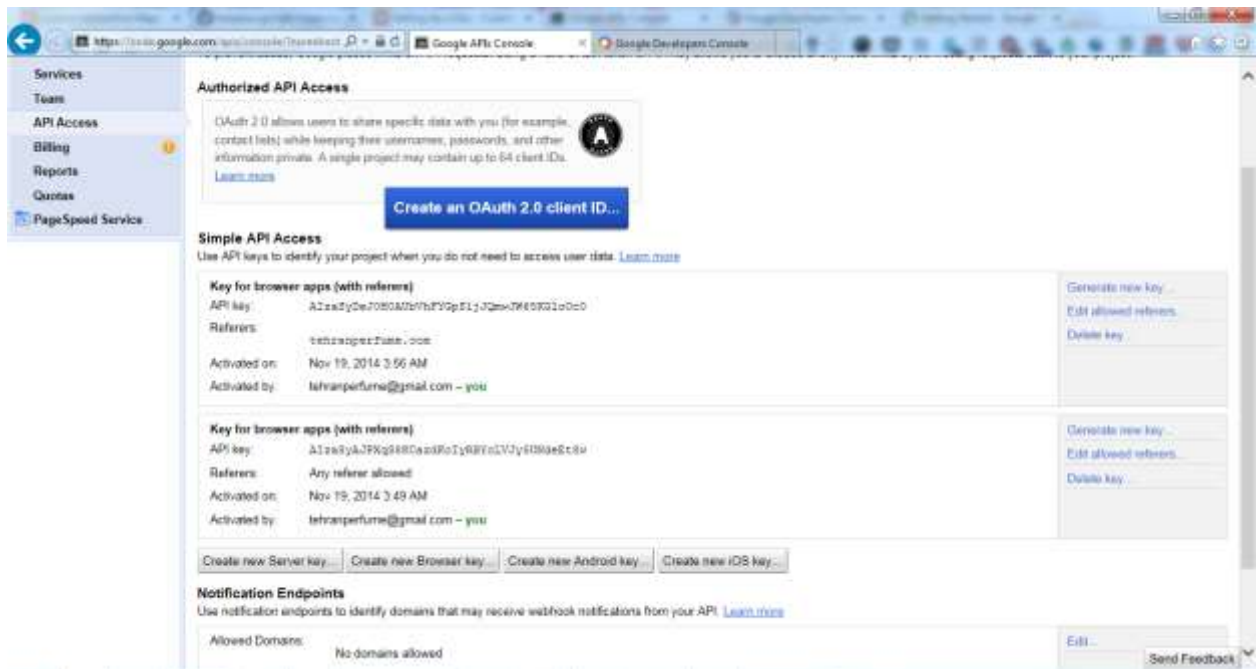 google.com
Google APIs Console
Google Developers Console
Services
Team
API Access
Billing
Reports
Quotas
PageSpeed Service
Authorized API Access
OAuth 2.0 allows users to share specific data with you (for example,
contact lists) while keeping their usernames, passwords, and other
information private. A single project may contain up to 64 client IDs.
Learn more
Create an OAuth 2.0 client ID...
Simple API Access
Use API keys to identify your project when you do not need to access user data. Learn more
Key for browser apps (with referers)
API key:
Referers:
tehranperfume.com
Activated on: Nov 19, 2014 3:56 AM
Activated by: tehranperfume@gmail.com – you
Generate new key...
Edit allowed referers...
Delete key...
Key for browser apps (with referers)
API key:
Referers: Any referer allowed
Activated on: Nov 19, 2014 3:49 AM
Activated by: tehranperfume@gmail.com – you
Generate new key...
Edit allowed referers...
Delete key...
Create new Server key... Create new Browser key... Create new Android key... Create new iOS key...
Notification Endpoints
Use notification endpoints to identify domains that may receive webhook notifications from your API. Learn more
Allowed Domains:
No domains allowed
Edit...
Send Feedback